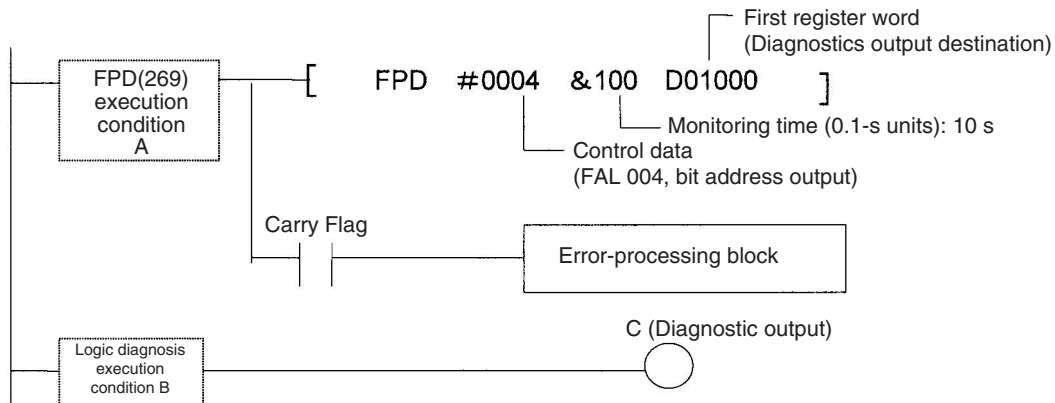 First register word
(Diagnostics output destination)
FPD(269)
execution
condition
A
[ FPD #0004 &100 D01000 ]
Monitoring time (0.1-s units): 10 s
Control data
(FAL 004, bit address output)
Carry Flag
Error-processing block
C (Diagnostic output)
Logic diagnosis
execution
condition B